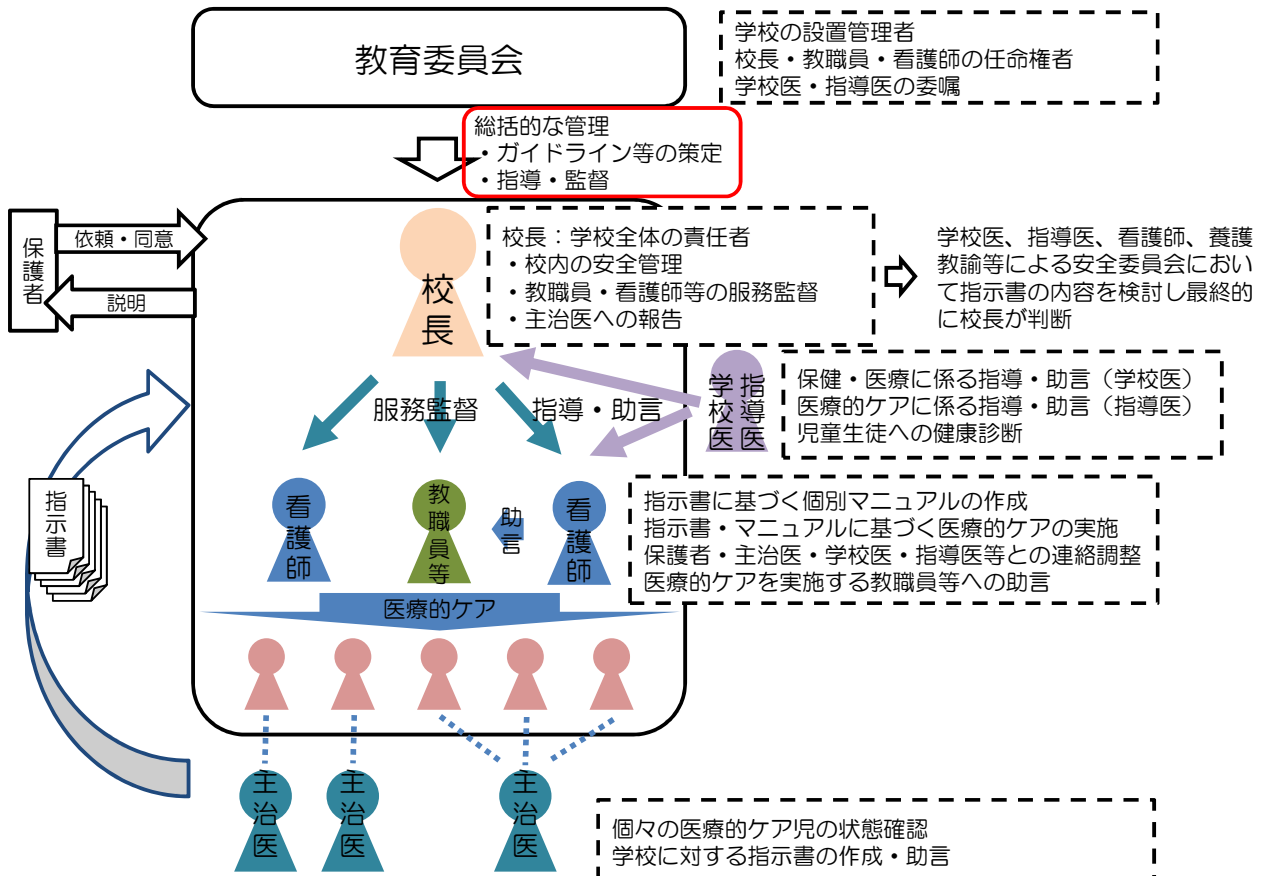 教育委員会
学校の設置管理者
校長・教職員・看護師の任命権者
学校医・指導医の委嘱
総括的な管理
・ガイドライン等の策定
・指導・監督
保護者
依頼・同意
説明
校長
校長：学校全体の責任者
・校内の安全管理
・教職員・看護師等の服務監督
・主治医への報告
学校医、指導医、看護師、養護
教諭等による安全委員会におい
て指示書の内容を検討し最終的
に校長が判断
服務監督
指導・助言
学校医
指導医
保健・医療に係る指導・助言（学校医）
医療的ケアに係る指導・助言（指導医）
児童生徒への健康診断
指示書
看護師
教職員等
助言
看護師
指示書に基づく個別マニュアルの作成
指示書・マニュアルに基づく医療的ケアの実施
保護者・主治医・学校医・指導医等との連絡調整
医療的ケアを実施する教職員等への助言
医療的ケア
主治医
主治医
主治医
個々の医療的ケア児の状態確認
学校に対する指示書の作成・助言